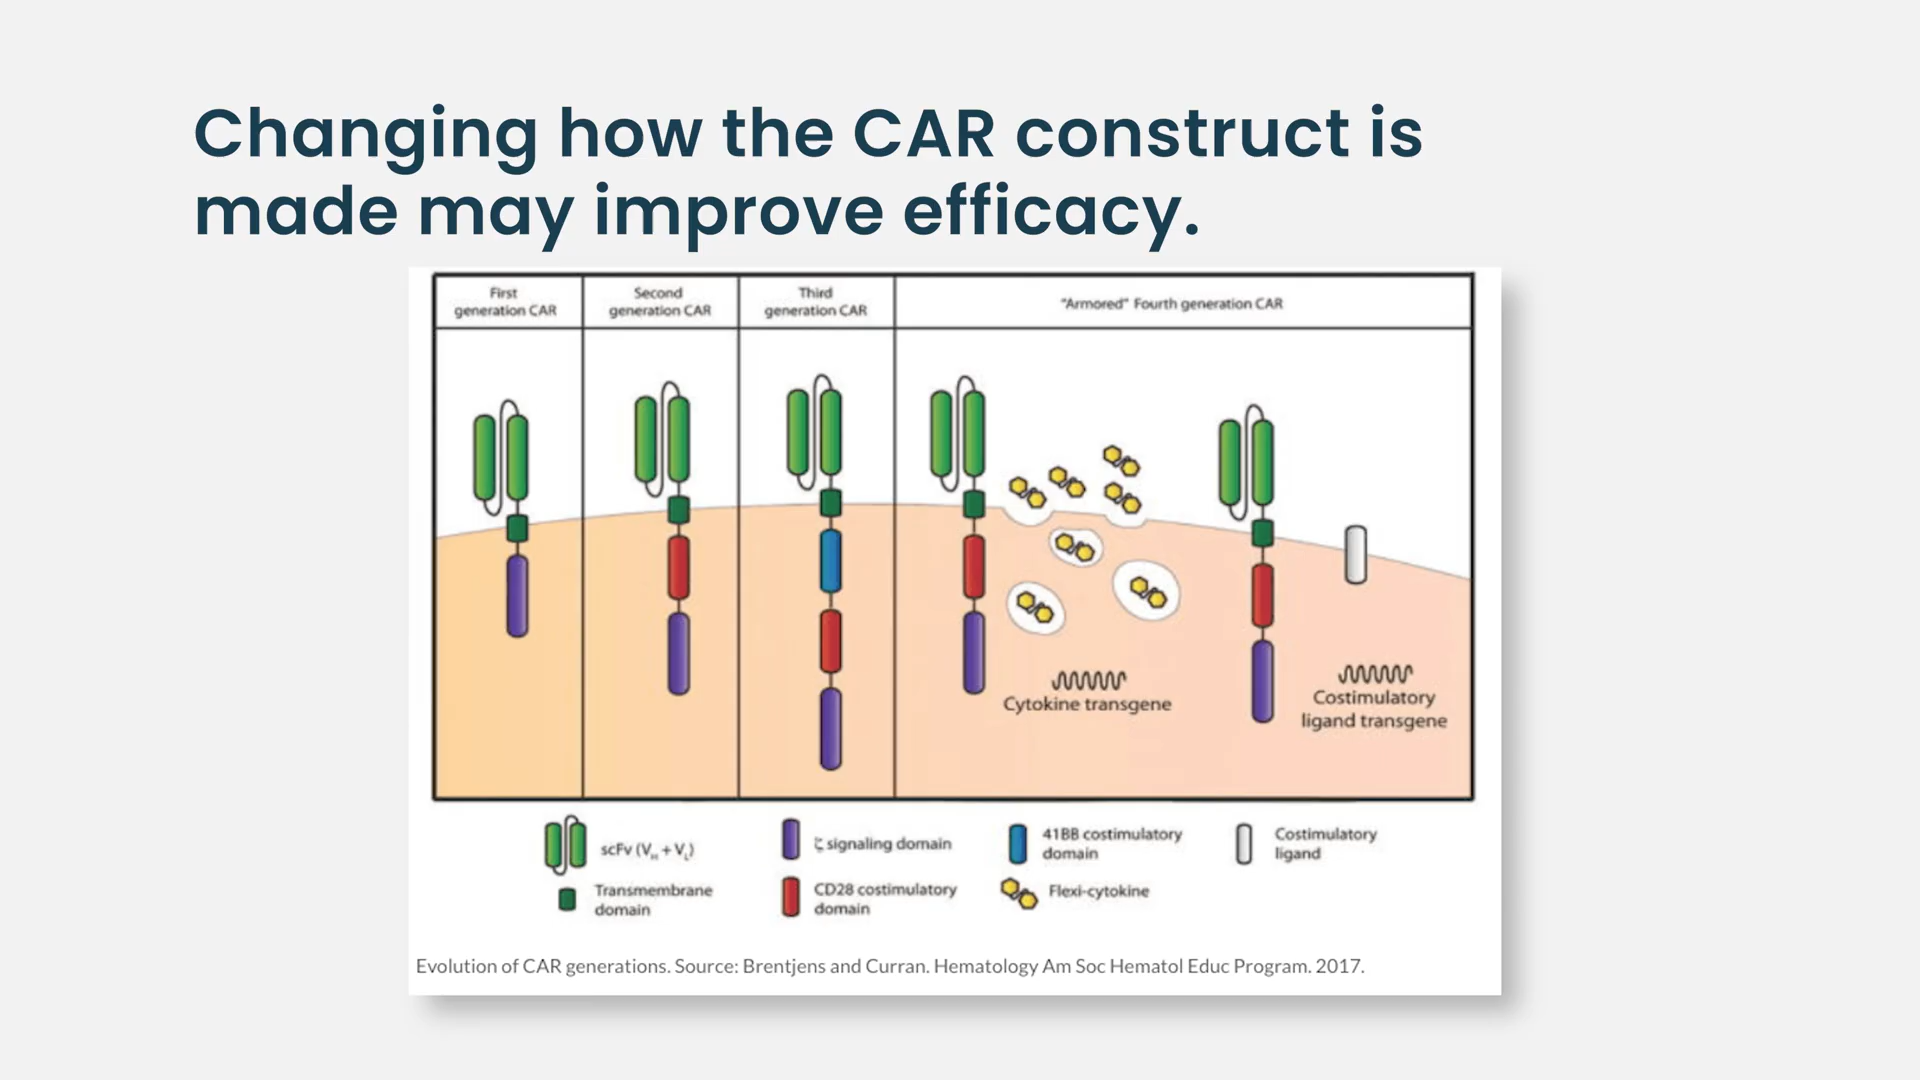 Changing how the CAR construct is
made may improve efficacy.
First
generation CAR
Second
generation CAR
Third
generation CAR
"Armored" Fourth generation CAR
Cytokine transgene
Costimulatory
ligand transgene
scFv (VH + VL)
Transmembrane
domain
ζ signaling domain
CD28 costimulatory
domain
41BB costimulatory
domain
Flexi-cytokine
Costimulatory
ligand
Evolution of CAR generations. Source: Brentjens and Curran. Hematology Am Soc Hematol Educ Program. 2017.